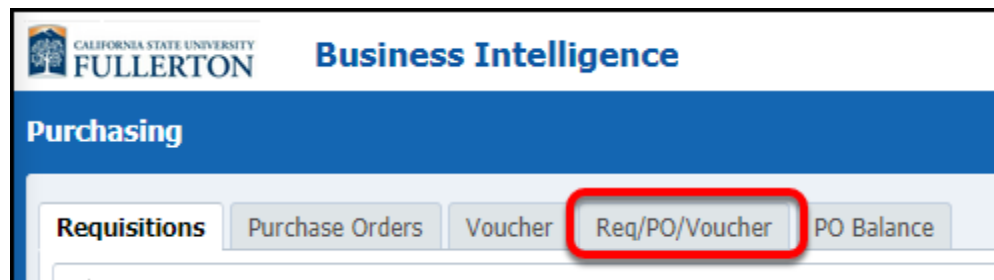 CALIFORNIA STATE UNIVERSITY
FULLERTON
Business Intelligence
Purchasing
Requisitions Purchase Orders Voucher Req/PO/Voucher PO Balance